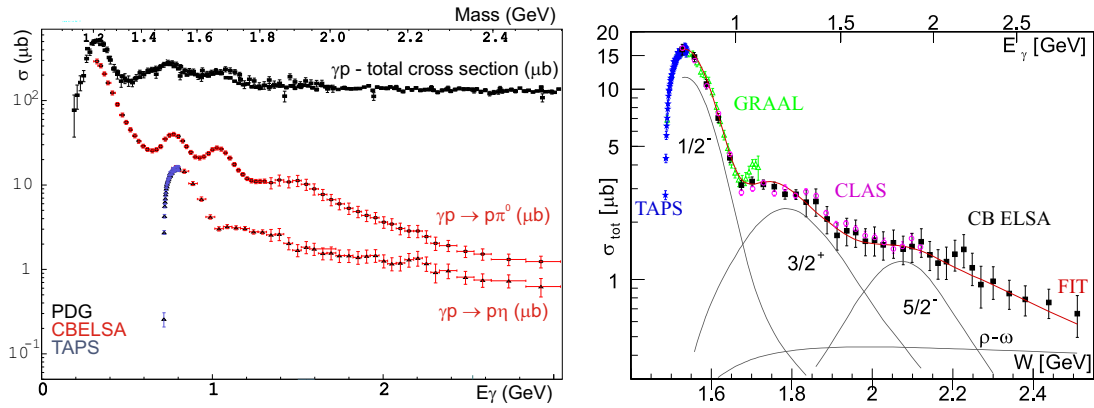 Mass (GeV)
1.2 1.4 1.6 1.8 2.0 2.2 2.4
σ (μb)
γp - total cross section (μb)
10²
10
1
10⁻¹
γp → pπ⁰ (μb)
γp → pη (μb)
PDG
CBELSA
TAPS
0 1 2 3
Eγ (GeV)
1 1.5 2 2.5
E γ [GeV]
σ tot [μb]
20
15
10
5
2
1
GRAAL
1/2⁻
TAPS
CLAS
CB ELSA
3/2⁺
5/2⁻
FIT
ρ-ω
W [GeV]
1.6 1.8 2 2.2 2.4